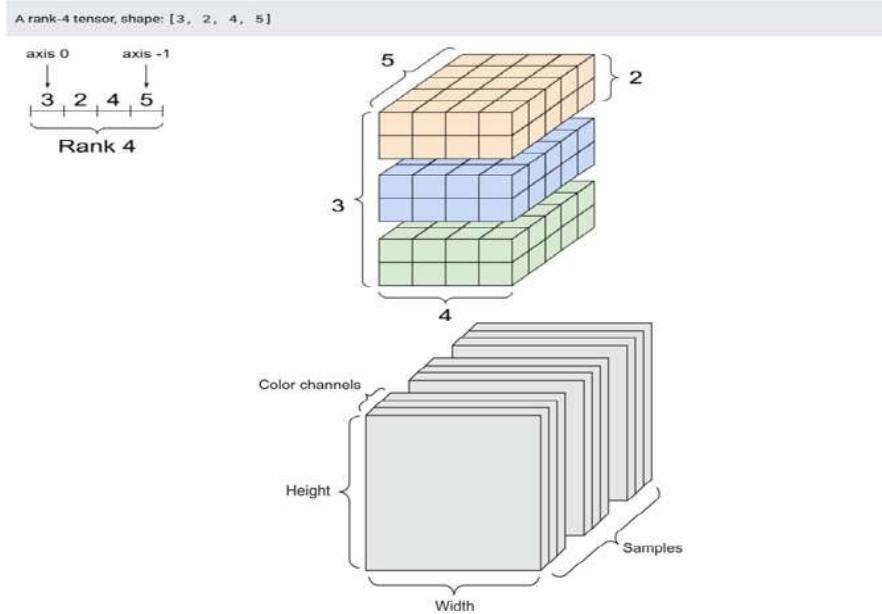 A rank-4 tensor, shape: [3, 2, 4, 5]
axis 0 axis -1
3 2 4 5
Rank 4
5
2
3
4
Color channels
Height
Samples
Width